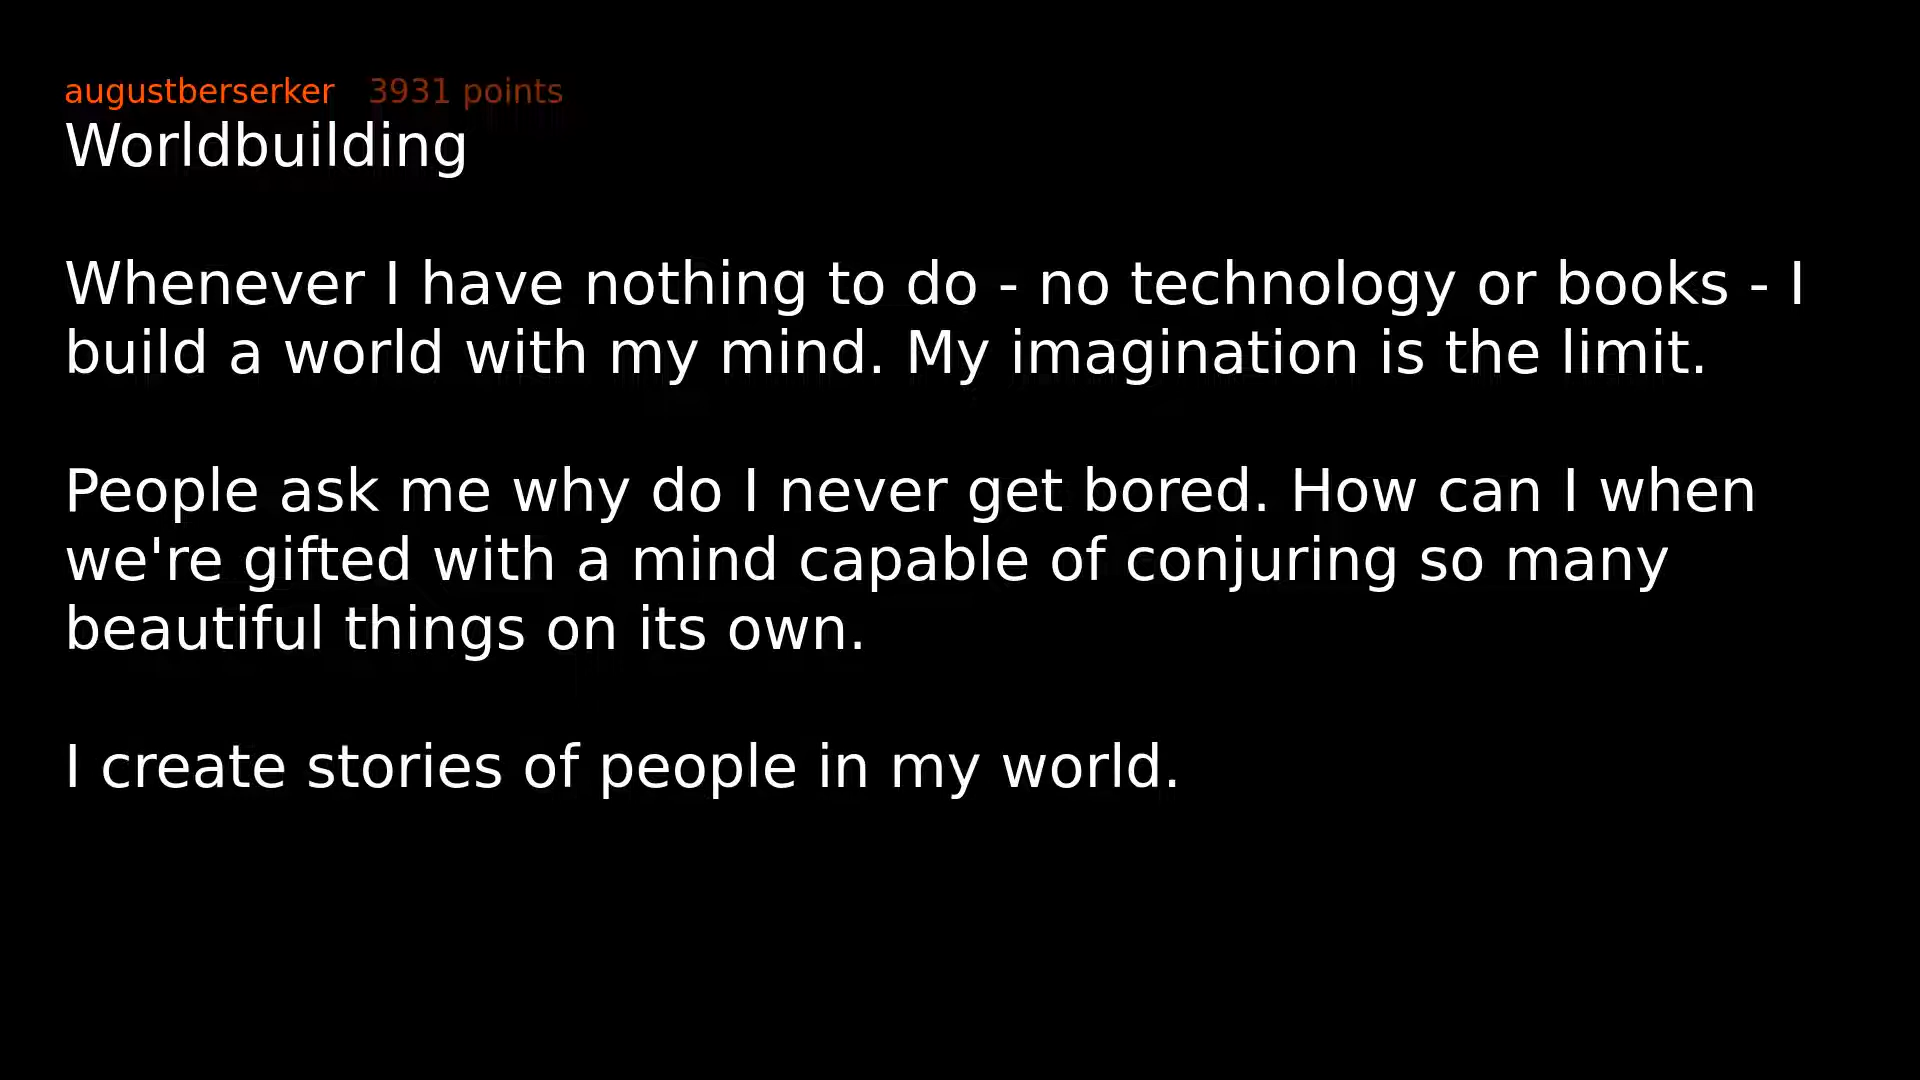 augustberserker 3931 points
Worldbuilding
Whenever I have nothing to do - no technology or books - I
build a world with my mind. My imagination is the limit.
People ask me why do I never get bored. How can I when
we're gifted with a mind capable of conjuring so many
beautiful things on its own.
I create stories of people in my world.